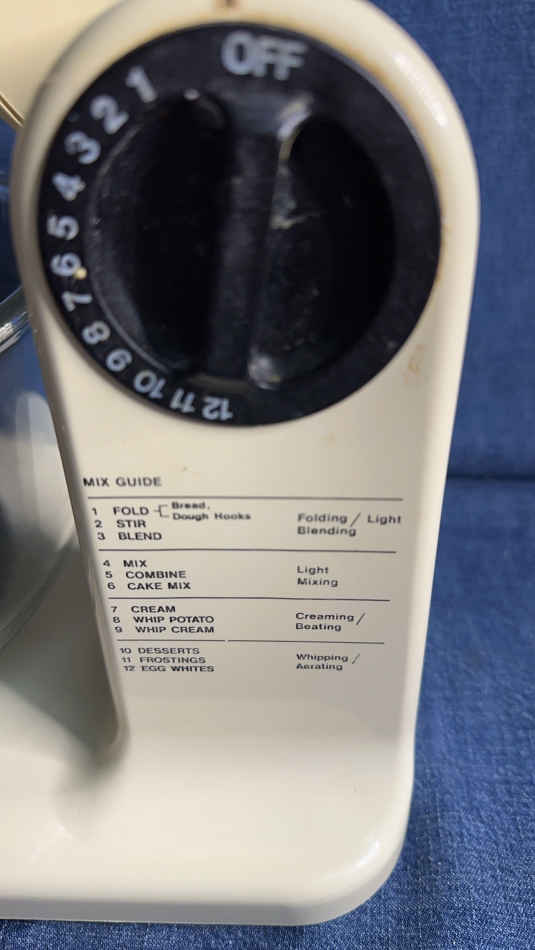 OFF
1
2
3
4
5
6
7
8
9
10
11
12
MIX GUIDE
1 FOLD Bread, Dough Hooks
2 STIR
3 BLEND
Folding / Light
Blending
4 MIX
5 COMBINE
6 CAKE MIX
Light
Mixing
7 CREAM
8 WHIP POTATO
9 WHIP CREAM
Creaming /
Beating
10 DESSERTS
11 FROSTINGS
12 EGG WHITES
Whipping /
Aerating